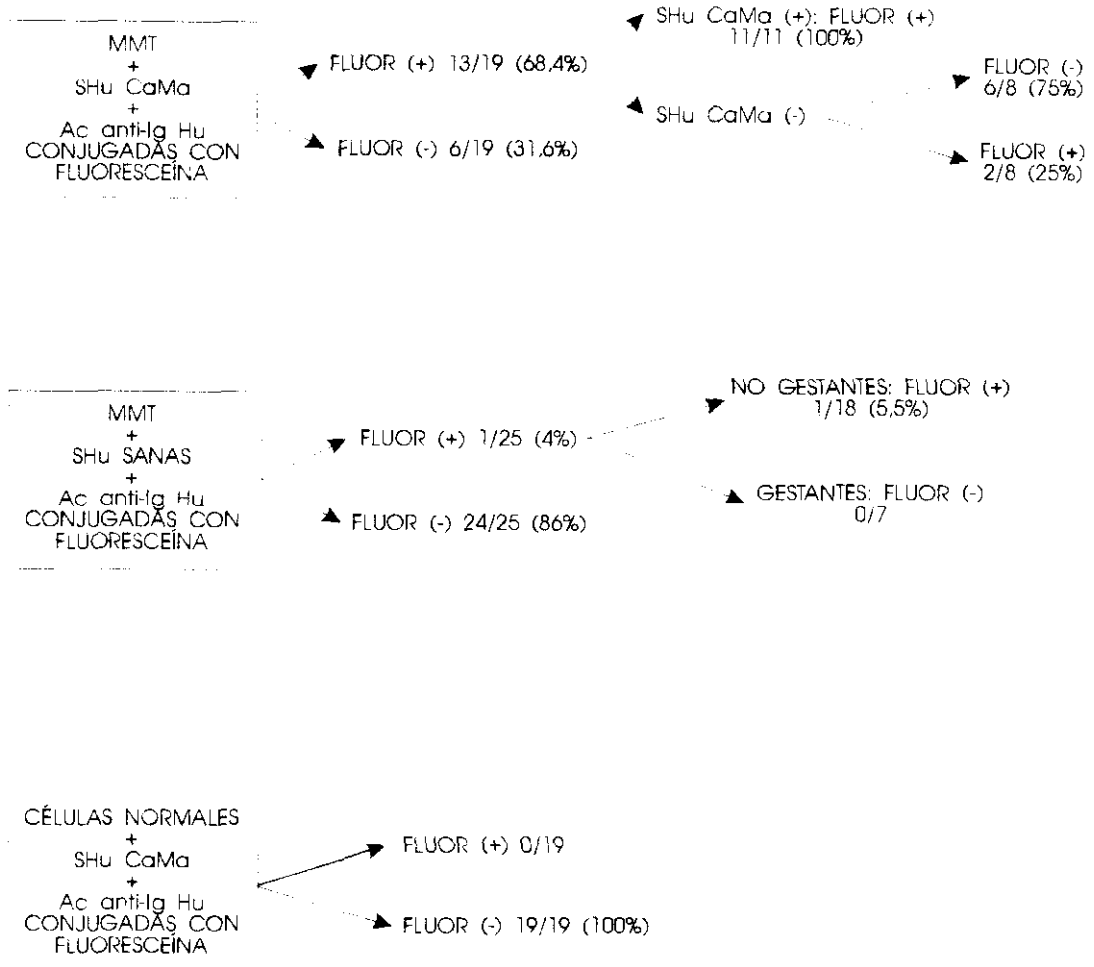 MMT
+
SHu CaMa
+
Ac anti-Ig Hu
CONJUGADAS CON
FLUORESCEÍNA
FLUOR (+) 13/19 (68,4%)
FLUOR (-) 6/19 (31,6%)
SHu CaMa (+): FLUOR (+)
11/11 (100%)
SHu CaMa (-)
FLUOR (-)
6/8 (75%)
FLUOR (+)
2/8 (25%)
MMT
+
SHu SANAS
+
Ac anti-Ig Hu
CONJUGADAS CON
FLUORESCEÍNA
FLUOR (+) 1/25 (4%)
FLUOR (-) 24/25 (86%)
NO GESTANTES: FLUOR (+)
1/18 (5,5%)
GESTANTES: FLUOR (-)
0/7
CÉLULAS NORMALES
+
SHu CaMa
+
Ac anti-Ig Hu
CONJUGADAS CON
FLUORESCEÍNA
FLUOR (+) 0/19
FLUOR (-) 19/19 (100%)